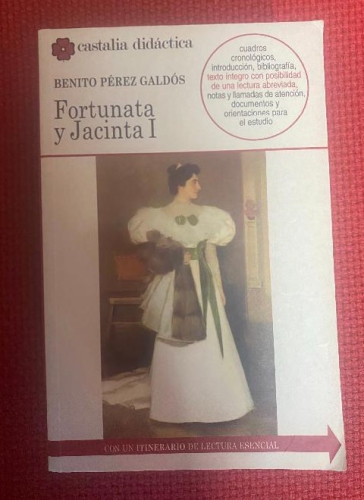 castalia didáctica
BENITO PÉREZ GALDÓS
Fortunata
y Jacinta I
cuadros
cronológicos,
introducción, bibliografía,
texto íntegro con posibilidad
de una lectura abreviada,
notas y llamadas de atención,
documentos y
orientaciones para
el estudio
CON UN ITINERARIO DE LECTURA ESENCIAL